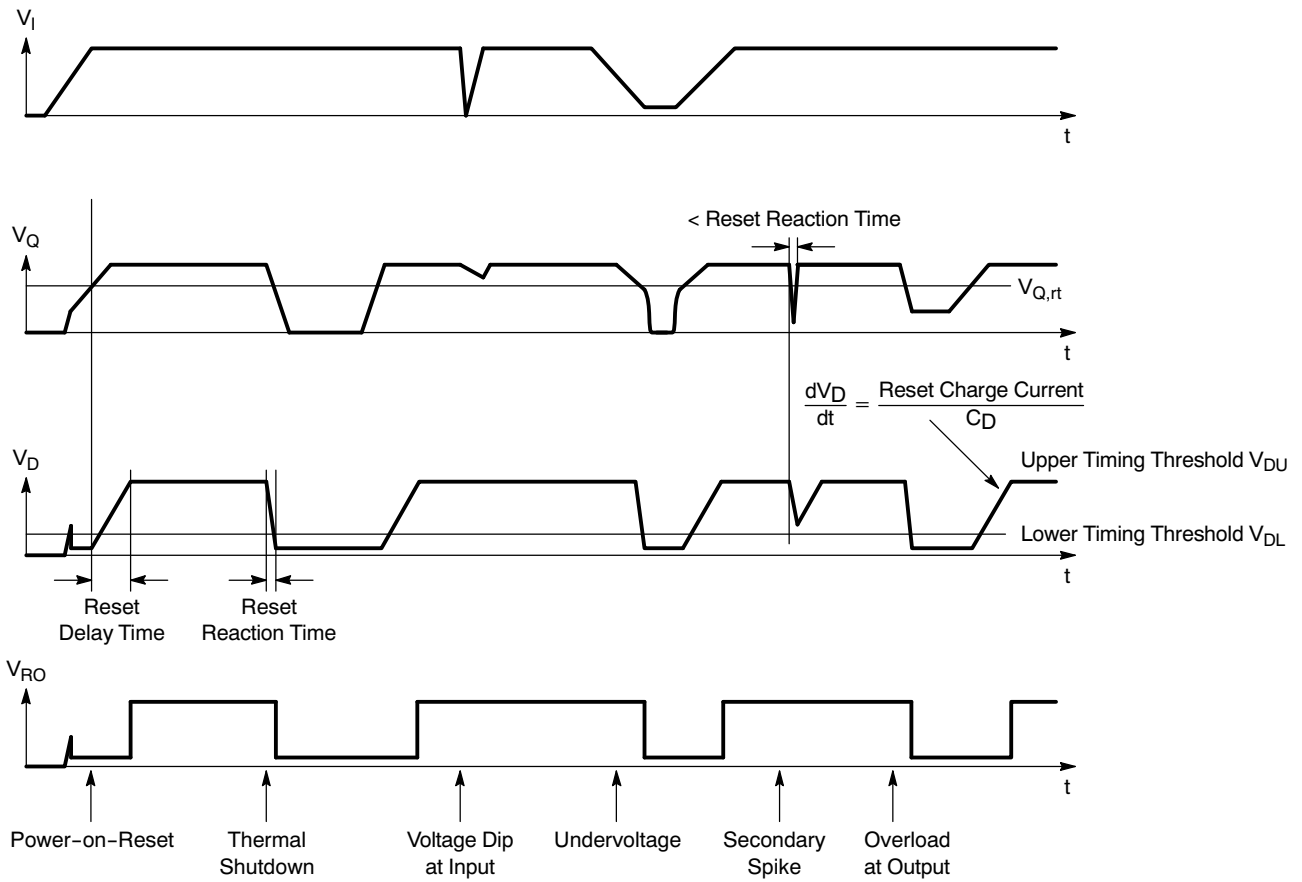 V_I
t
< Reset Reaction Time
V_Q
V_Q,rt
t
dV_D
dt
=
Reset Charge Current
C_D
V_D
Upper Timing Threshold V_DU
Lower Timing Threshold V_DL
t
Reset
Delay Time
Reset
Reaction Time
V_RO
t
Power-on-Reset
Thermal
Shutdown
Voltage Dip
at Input
Undervoltage
Secondary
Spike
Overload
at Output